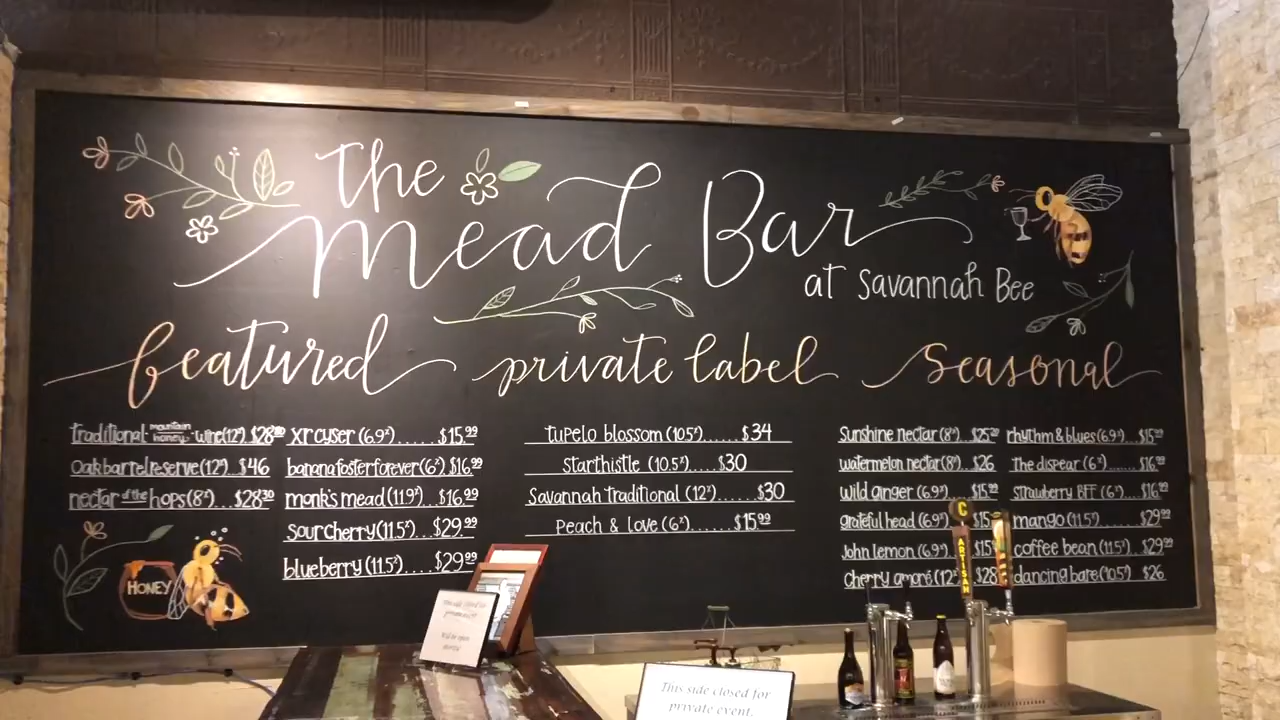 The
Mead Bar
at Savannah Bee
featured
traditional mountain honey wine (12%) $28
Oak barrel reserve (12%) ... $46
nectar of the hops (8%) ... $28
xr cyser (6.9%) ...... $15.99
banana foster forever (6%) $16.99
monk's mead (11.9%) ..... $16.99
sour cherry (11.5%) .... $29.99
blueberry (11.5%) ..... $29.99
HONEY
private label
tupelo blossom (10.5%) ...... $34
starthistle (10.5%) ..... $30
Savannah traditional (12%) ...... $30
Peach & love (6%) ....... $15.99
Seasonal
Sunshine nectar (8%) ... $25
watermelon nectar (8%) .. $26
wild ginger (6.9%) .... $15.99
grateful head (6.9%) ... $15
John lemon (6.9%) .... $15
cherry amoré (12%) .. $28
rhythm & blues (6.9%) .. $15.99
The dispear (6%) .... $16.99
strawberry BFF (6%) ... $16.99
mango (11.5%) ..... $29.99
coffee bean (11.5%) .. $29.99
dancing bare (10.5%) $26
C
ARTISAN
This side closed for
private event.